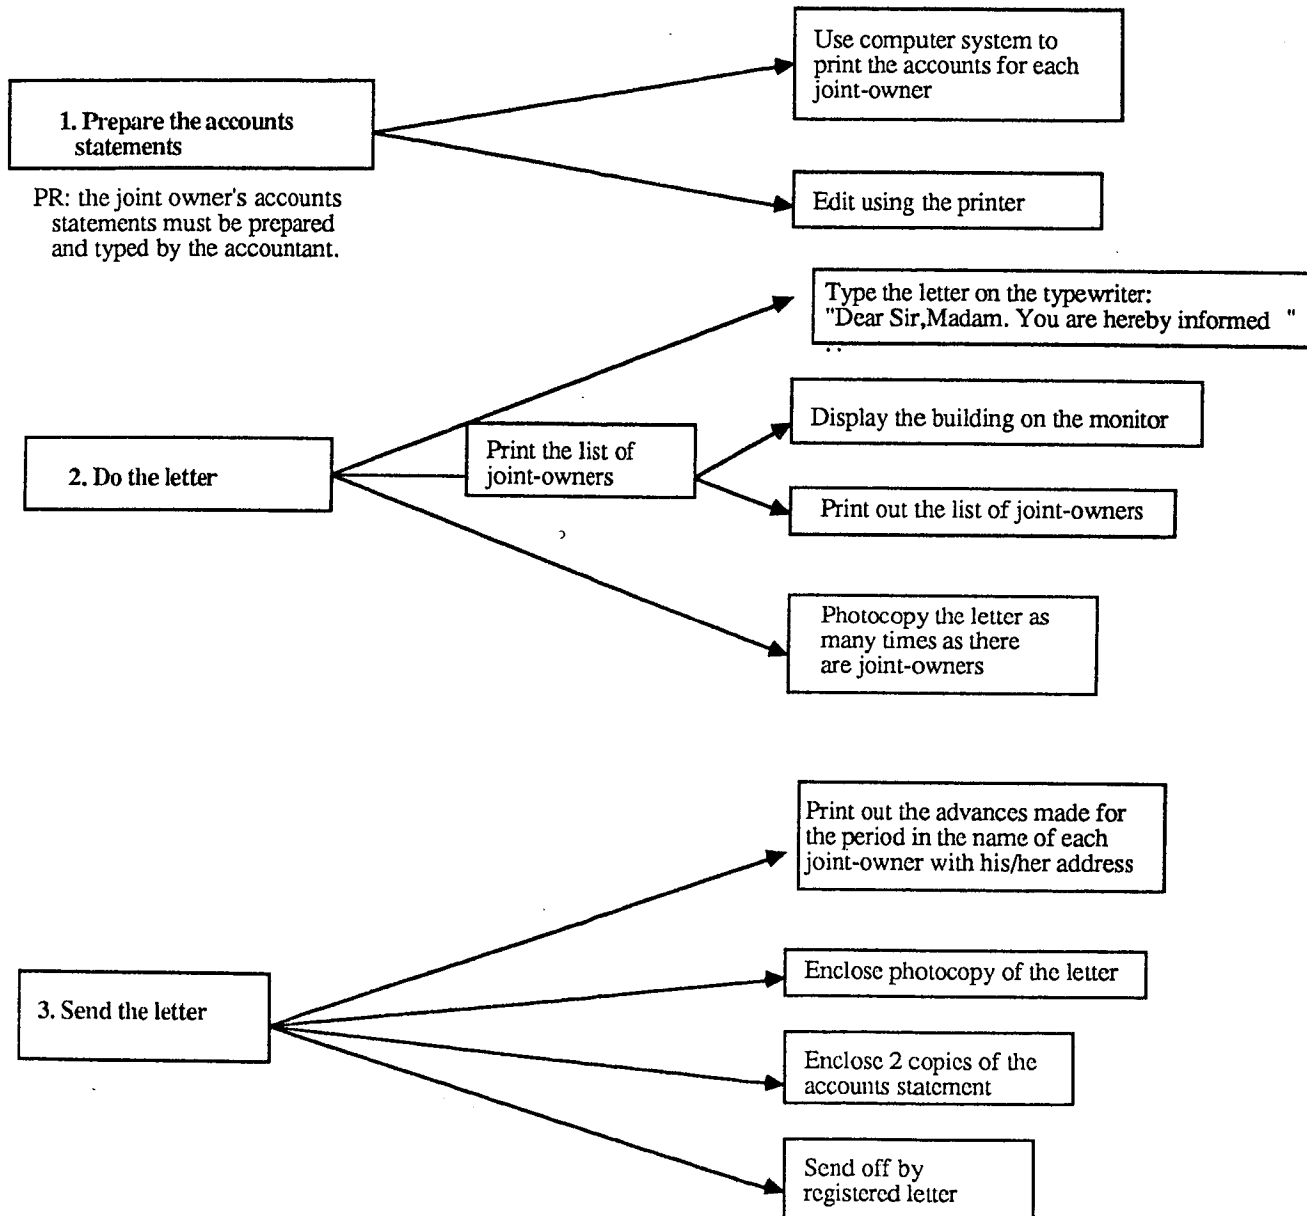 1. Prepare the accounts
statements
PR: the joint owner's accounts
statements must be prepared
and typed by the accountant.
Use computer system to
print the accounts for each
joint-owner
Edit using the printer
2. Do the letter
Type the letter on the typewriter:
"Dear Sir,Madam. You are hereby informed "
..
Print the list of
joint-owners
Display the building on the monitor
Print out the list of joint-owners
Photocopy the letter as
many times as there
are joint-owners
3. Send the letter
Print out the advances made for
the period in the name of each
joint-owner with his/her address
Enclose photocopy of the letter
Enclose 2 copies of the
accounts statement
Send off by
registered letter